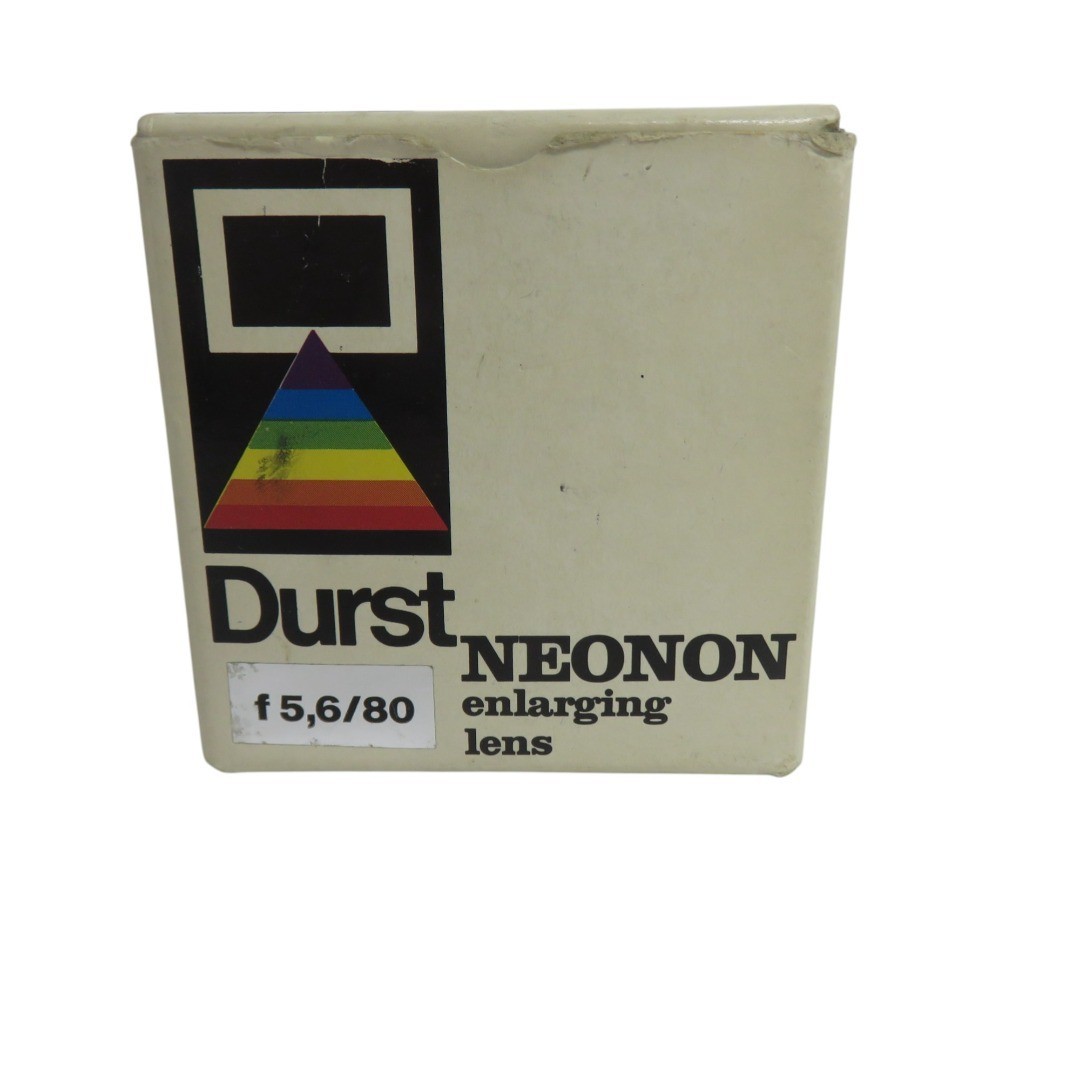 Durst
NEONON
f 5,6/80
enlarging
lens